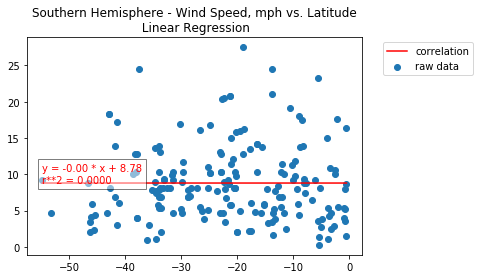 Southern Hemisphere - Wind Speed, mph vs. Latitude
Linear Regression
correlation
raw data
25
20
15
10
5
0
y = -0.00 * x + 8.78
r**2 = 0.0000
−50
−40
−30
−20
−10
0